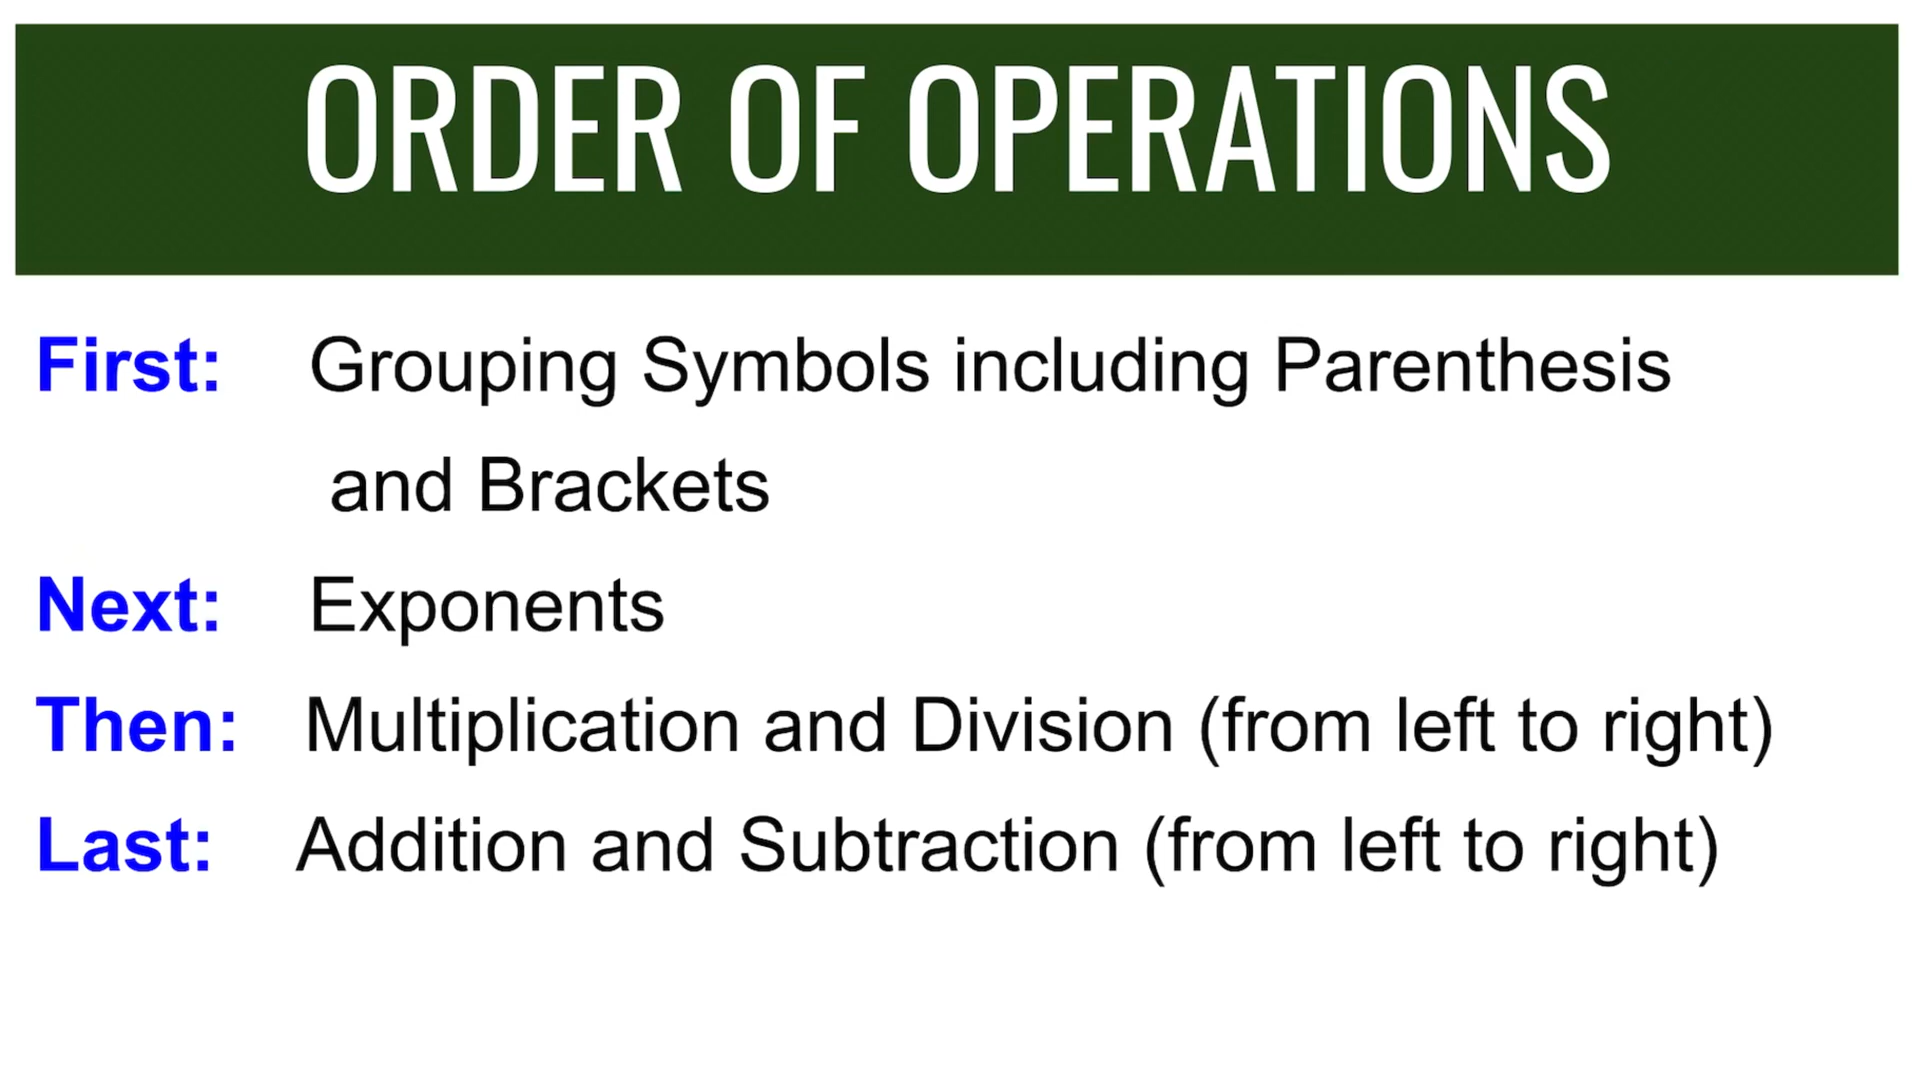 ORDER OF OPERATIONS
First: Grouping Symbols including Parenthesis
and Brackets
Next: Exponents
Then: Multiplication and Division (from left to right)
Last: Addition and Subtraction (from left to right)